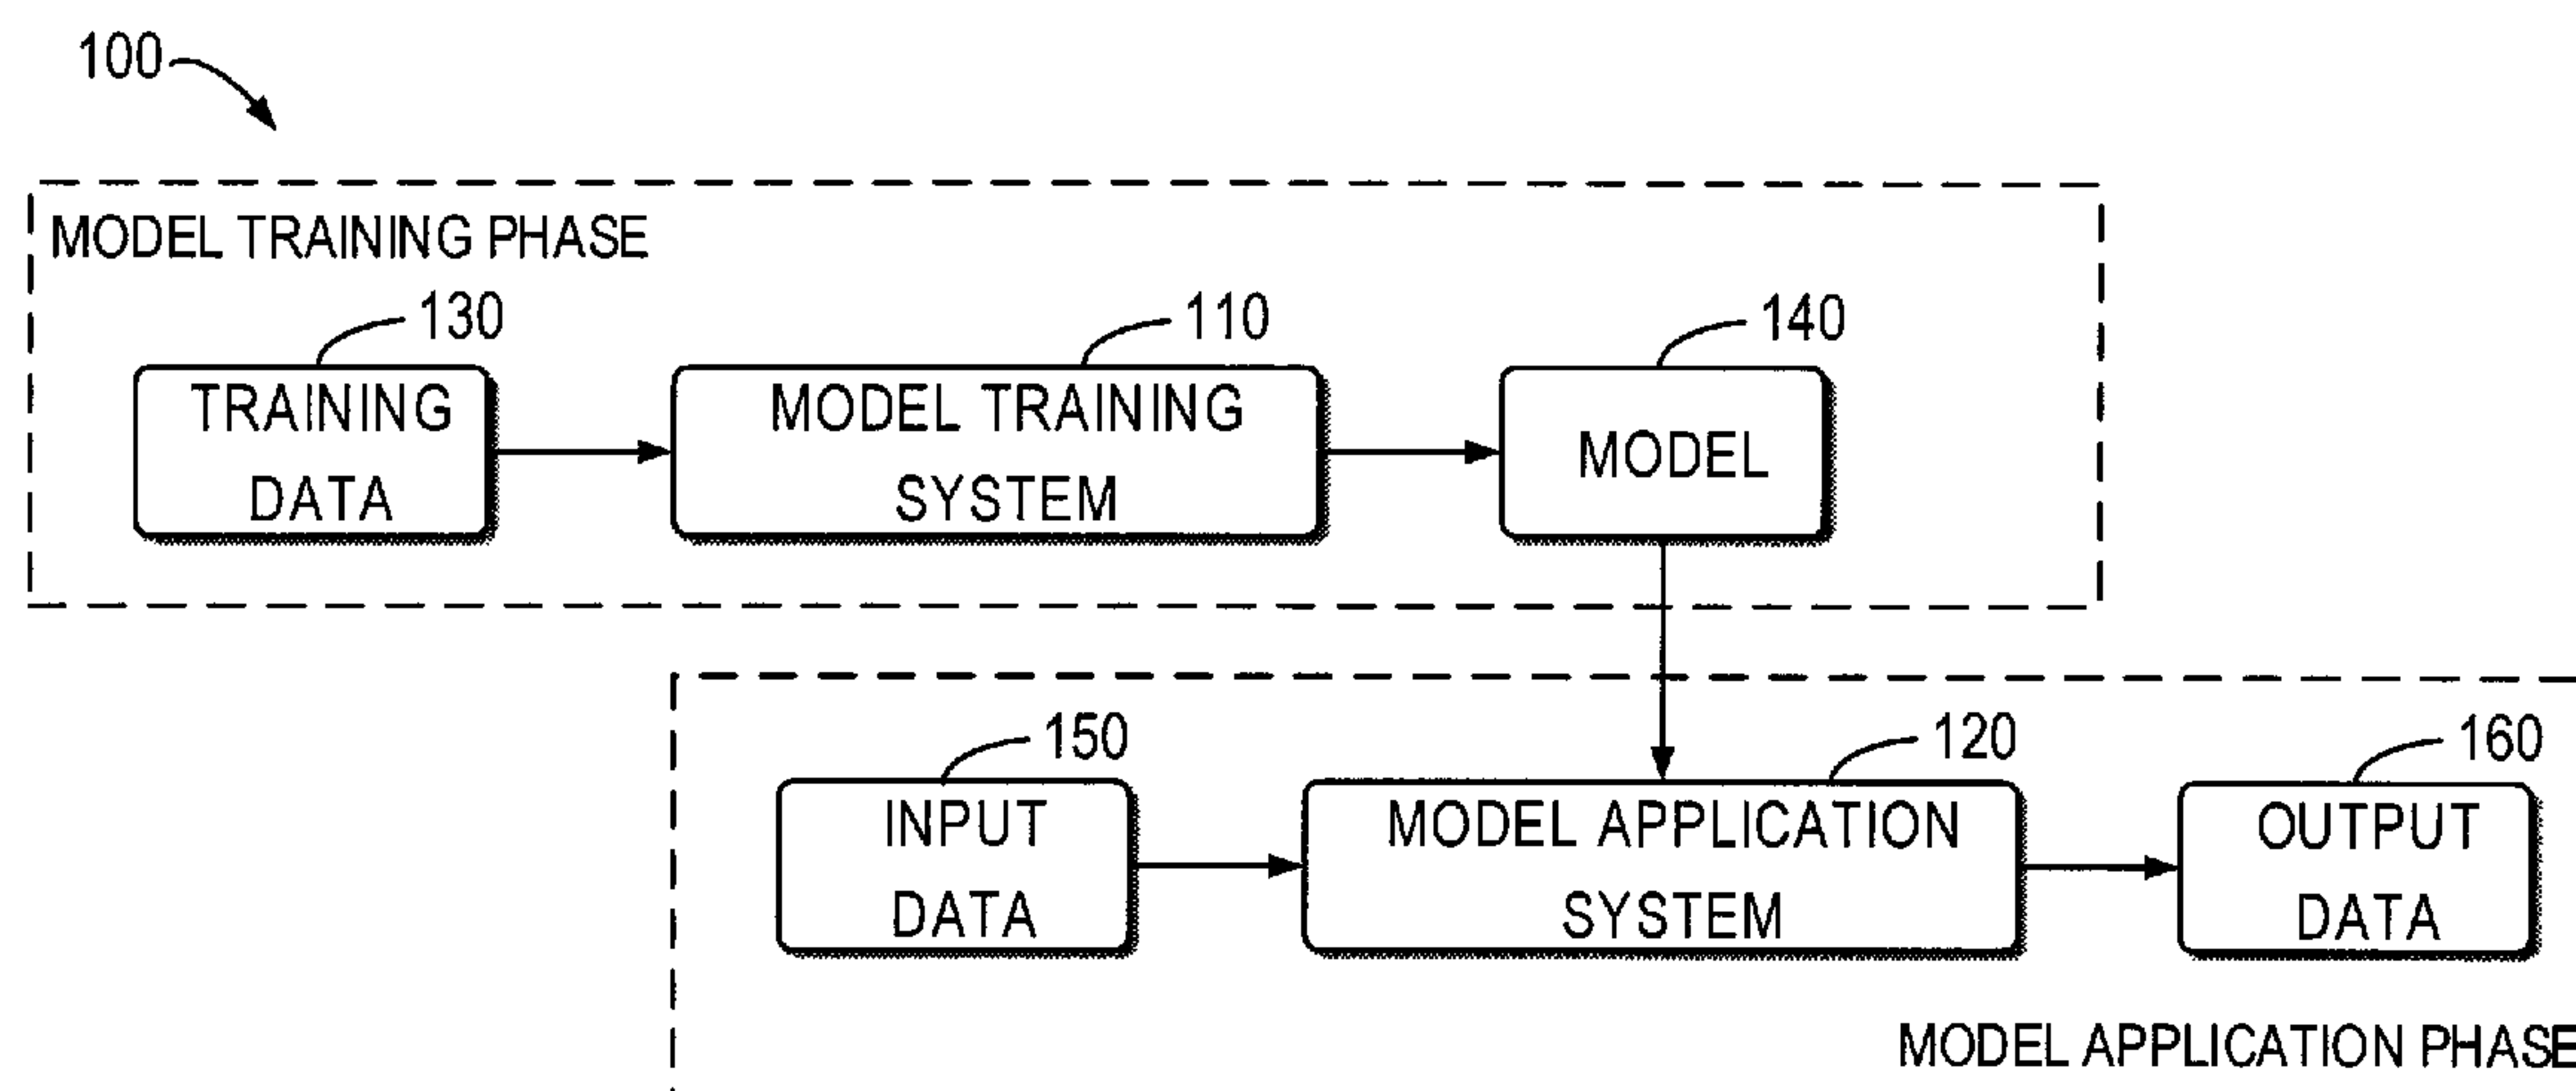 100
MODEL TRAINING PHASE
130
110
140
TRAINING
DATA
MODEL TRAINING
SYSTEM
MODEL
150
120
160
INPUT
DATA
MODEL APPLICATION
SYSTEM
OUTPUT
DATA
MODEL APPLICATION PHASE